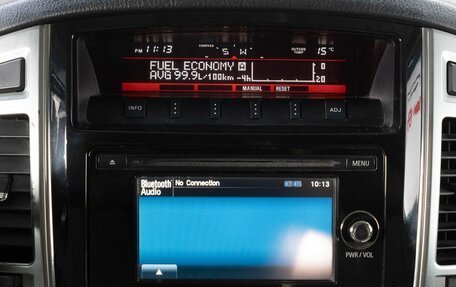 FM 11:13 COMPASS S W OUTSIDE TEMP 15°C
FUEL ECONOMY A 0
AVG 99.9L/100km -4h 20
MANUAL RESET
INFO ADJ
MENU
Bluetooth Audio No Connection 10:13
PWR / VOL